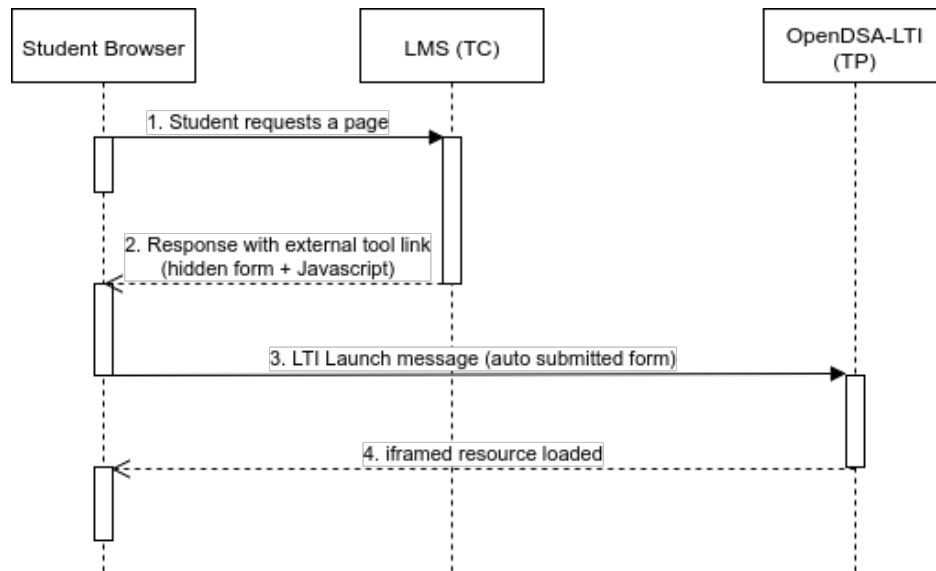 Student Browser
LMS (TC)
OpenDSA-LTI
(TP)
1. Student requests a page
2. Response with external tool link
(hidden form + Javascript)
3. LTI Launch message (auto submitted form)
4. iframed resource loaded